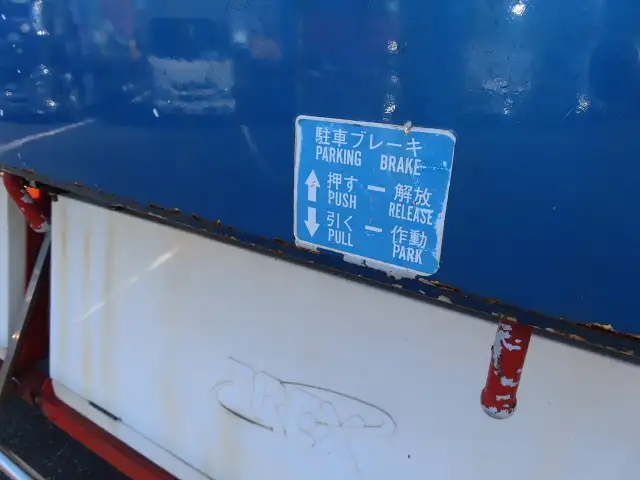 駐車ブレーキ
PARKING BRAKE
押す ー 解放
PUSH RELEASE
引く ー 作動
PULL PARK